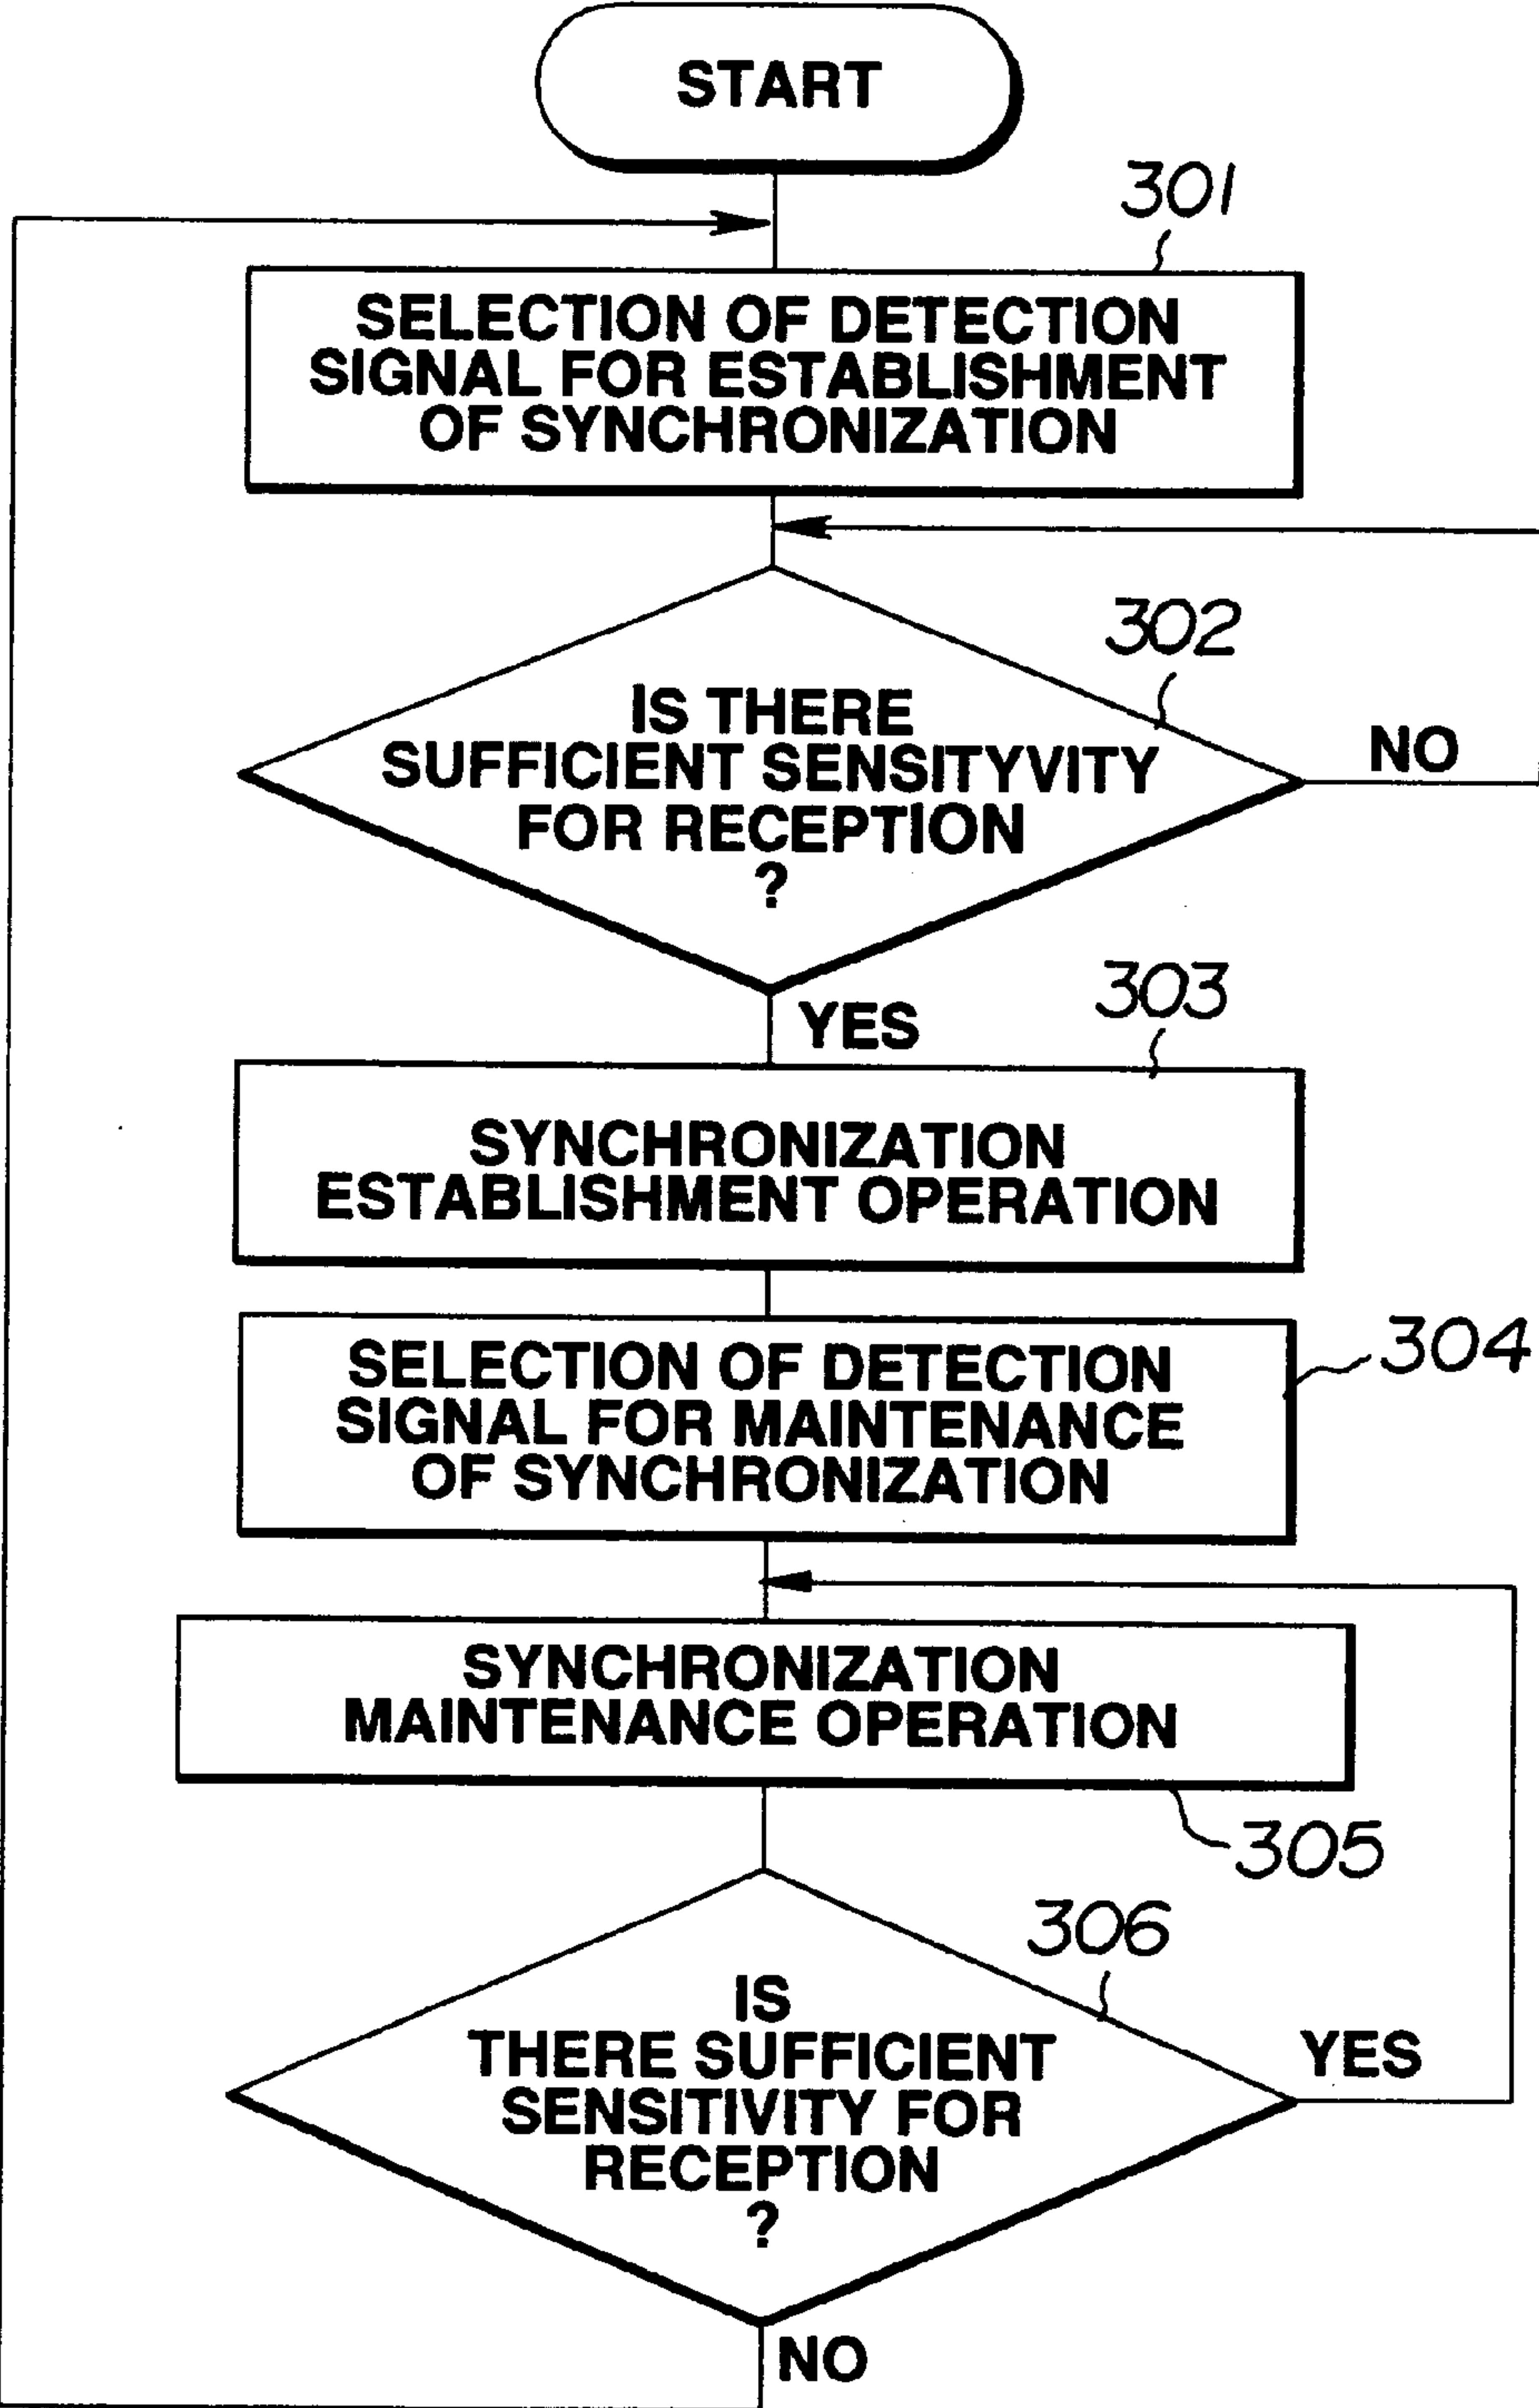 START
301
SELECTION OF DETECTION
SIGNAL FOR ESTABLISHMENT
OF SYNCHRONIZATION
302
IS THERE
SUFFICIENT SENSITYVITY
FOR RECEPTION
?
NO
YES
303
SYNCHRONIZATION
ESTABLISHMENT OPERATION
304
SELECTION OF DETECTION
SIGNAL FOR MAINTENANCE
OF SYNCHRONIZATION
SYNCHRONIZATION
MAINTENANCE OPERATION
305
306
IS
THERE SUFFICIENT
SENSITIVITY FOR
RECEPTION
?
YES
NO